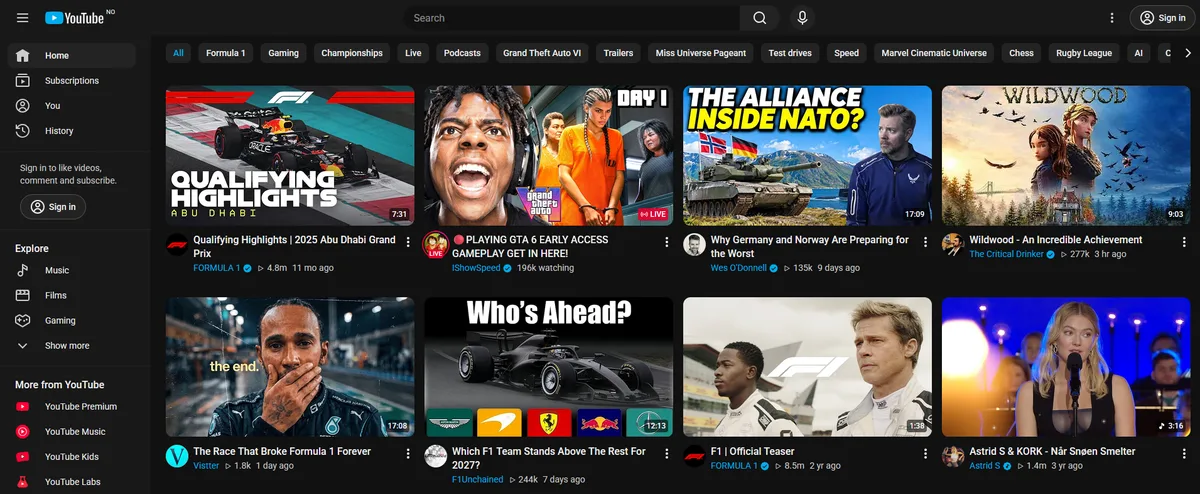 YouTube NO
Search
Sign in
Home
Subscriptions
You
History
Sign in to like videos,
comment and subscribe.
Sign in
Explore
Music
Films
Gaming
Show more
More from YouTube
YouTube Premium
YouTube Music
YouTube Kids
YouTube Labs
All
Formula 1
Gaming
Championships
Live
Podcasts
Grand Theft Auto VI
Trailers
Miss Universe Pageant
Test drives
Speed
Marvel Cinematic Universe
Chess
Rugby League
AI
F1
ORACLE
QUALIFYING
HIGHLIGHTS
ABU DHABI
7:31
Qualifying Highlights | 2025 Abu Dhabi Grand
Prix
FORMULA 1 4.8m 11 mo ago
DAY 1
grand
theft
auto
VI
LIVE
LIVE
🔴PLAYING GTA 6 EARLY ACCESS
GAMEPLAY GET IN HERE!
IShowSpeed 196k watching
THE ALLIANCE
INSIDE NATO?
17:09
Why Germany and Norway Are Preparing for
the Worst
Wes O'Donnell 135k 9 days ago
WILDWOOD
9:03
Wildwood - An Incredible Achievement
The Critical Drinker 277k 3 hr ago
the end.
17:08
The Race That Broke Formula 1 Forever
Vistter 1.8k 1 day ago
Who's Ahead?
12:13
Which F1 Team Stands Above The Rest For
2027?
F1Unchained 244k 7 days ago
F1
1:38
F1 | Official Teaser
FORMULA 1 8.5m 2 yr ago
3:16
Astrid S & KORK - Når Snøen Smelter
Astrid S 1.4m 3 yr ago